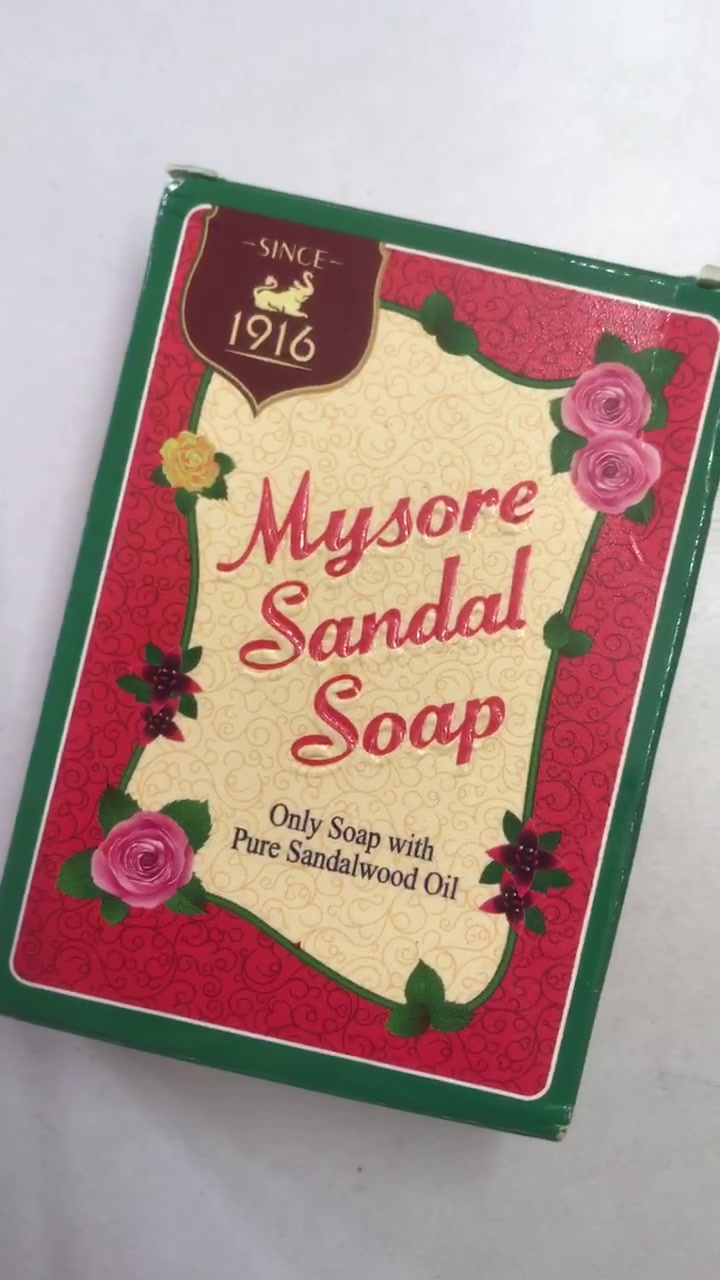 -SINCE-
1916
Mysore
Sandal
Soap
Only Soap with
Pure Sandalwood Oil